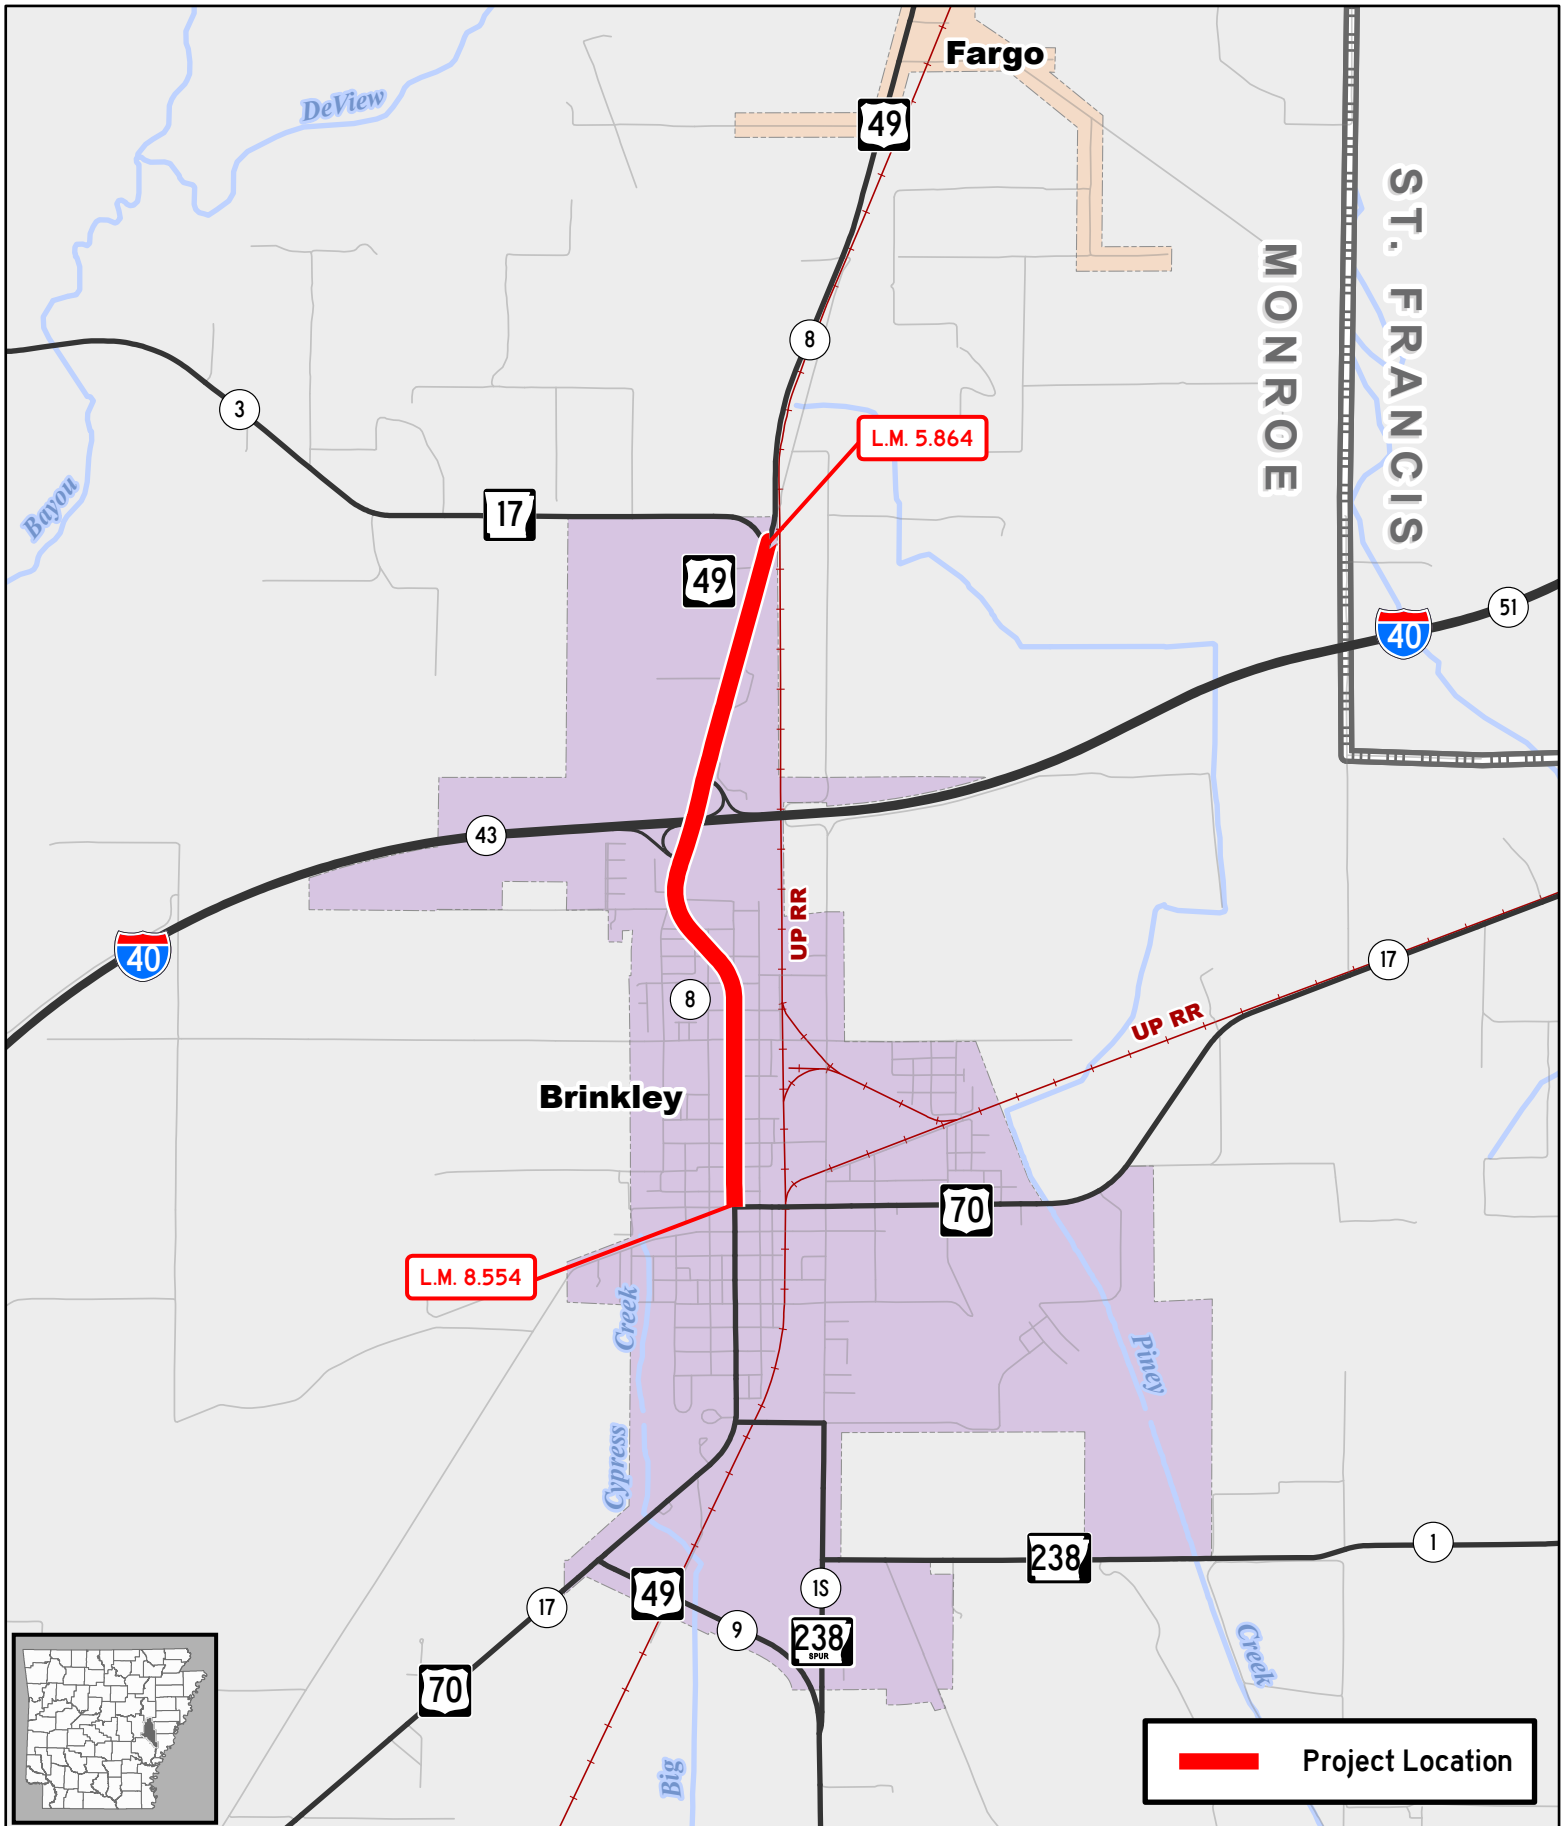 Fargo
DeView
49
ST. FRANCIS
MONROE
8
3
L.M. 5.864
Bayou
17
49
51
40
43
UP RR
40
17
8
UP RR
Brinkley
70
L.M. 8.554
Creek
Piney
Cypress
238
1
1S
49
17
9
238
SPUR
Creek
70
Big
Project Location